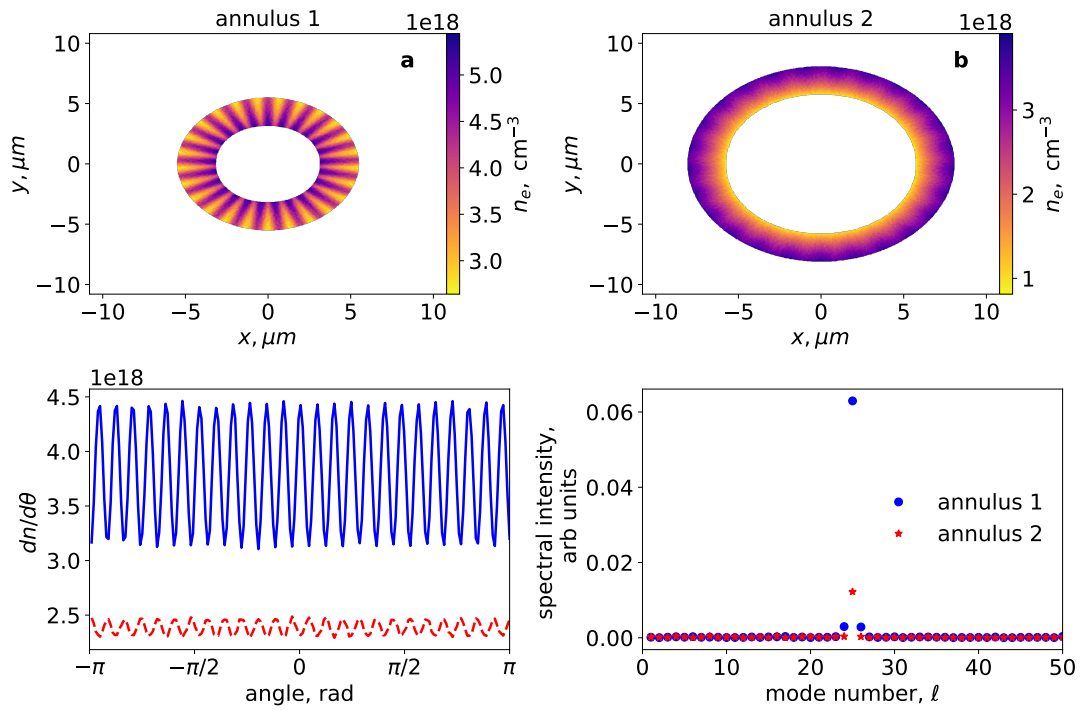 annulus 1
1e18
a
10
5
0
−5
−10
y, μm
−10
−5
0
5
10
x, μm
5.0
4.5
4.0
3.5
3.0
n_e, cm⁻³
annulus 2
1e18
b
10
5
0
−5
−10
y, μm
−10
−5
0
5
10
x, μm
3
2
1
n_e, cm⁻³
1e18
4.5
4.0
3.5
3.0
2.5
dn/dθ
−π
−π/2
0
π/2
π
angle, rad
0.06
0.04
0.02
0.00
spectral intensity,
arb units
annulus 1
annulus 2
0
10
20
30
40
50
mode number, ℓ